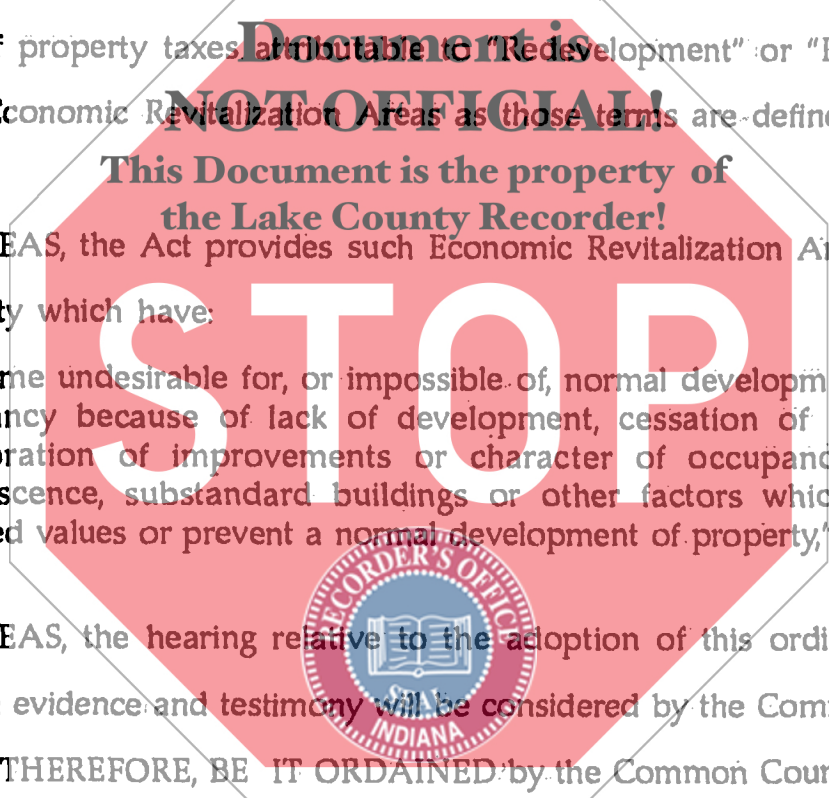 property taxes attributable to "Redevelopment" or "
Document is
Economic Revitalization Areas as those terms are define
NOT OFFICIAL!
This Document is the property of
the Lake County Recorder!
EAS, the Act provides such Economic Revitalization A
ty which have:
STOP
me undesirable for, or impossible of, normal developm
ncy because of lack of development, cessation of
oration of improvements or character of occupanc
scence, substandard buildings or other factors whic
ed values or prevent a normal development of property,"
RECORDER'S OFFICE
EAS, the hearing relative to the adoption of this ordi
evidence and testimony will be considered by the Com
SEAL
INDIANA
THEREFORE, BE IT ORDAINED by the Common Cour